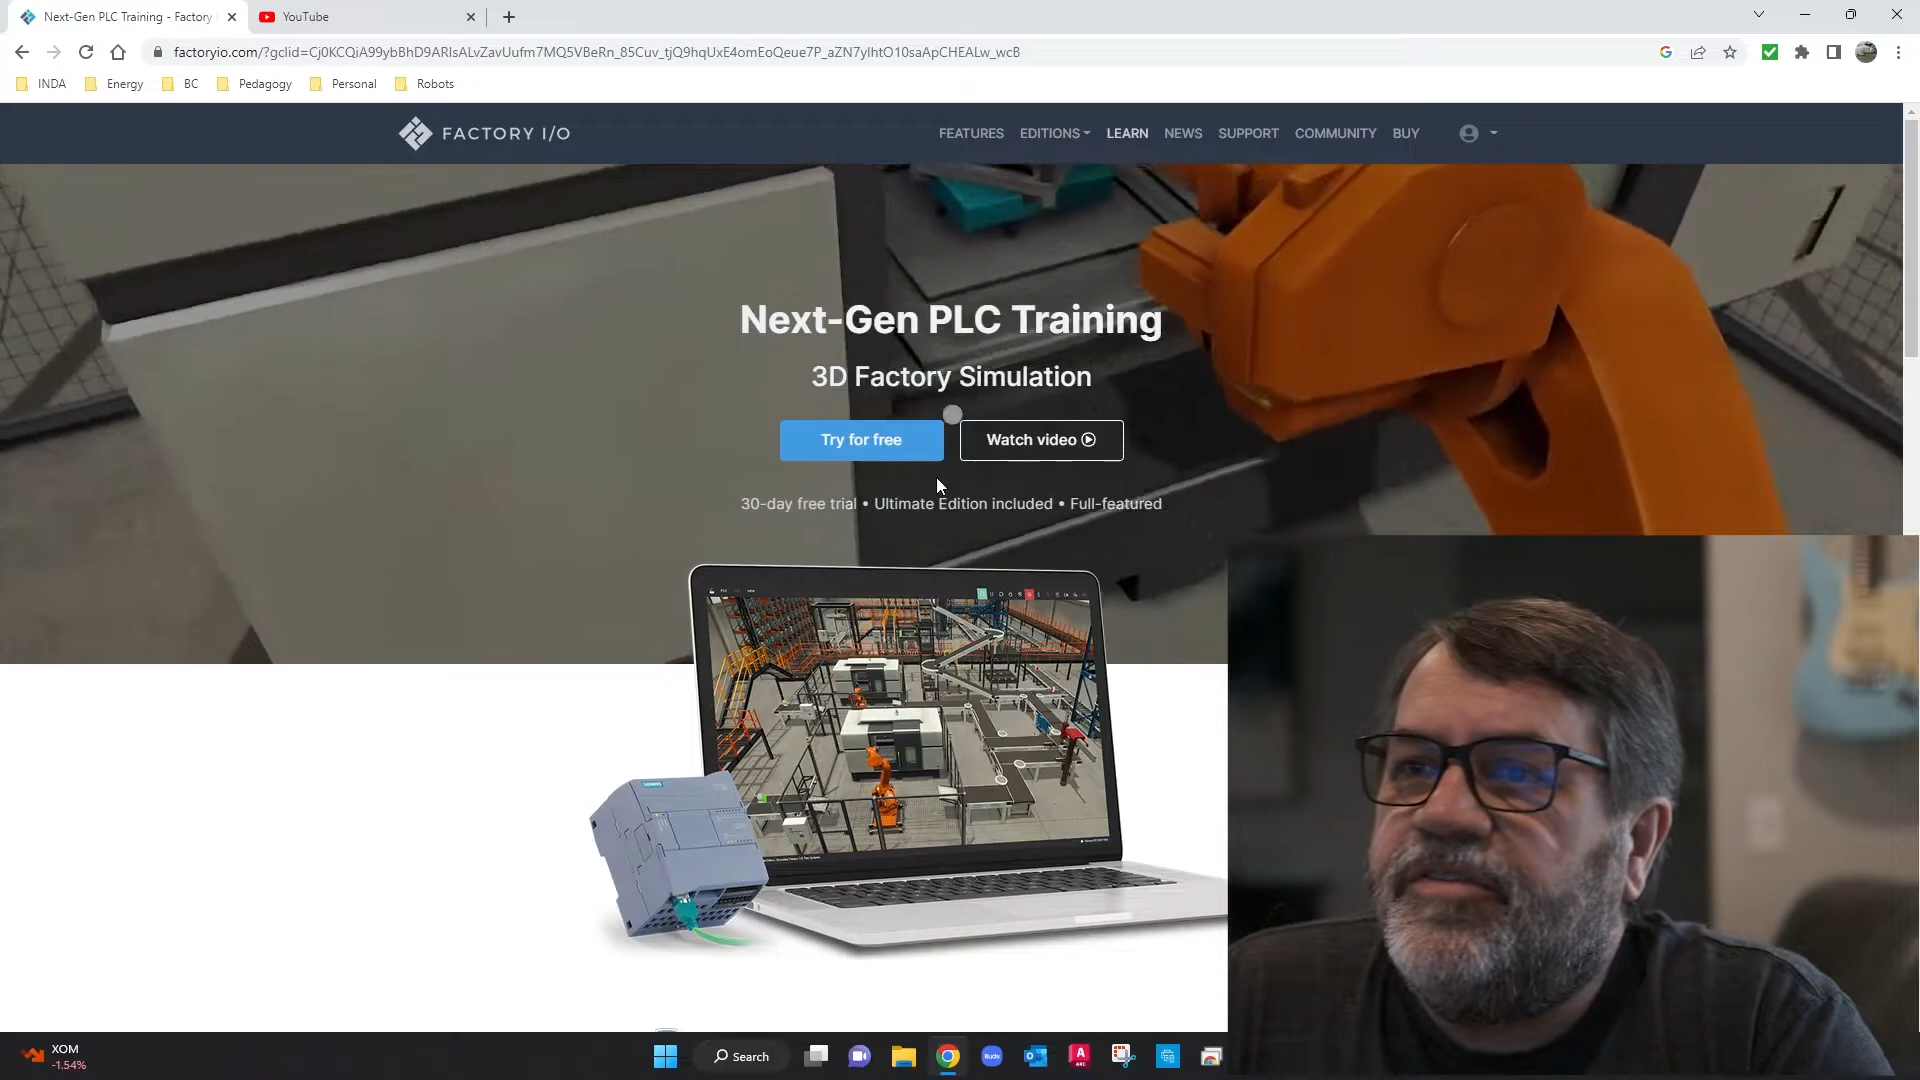 Next-Gen PLC Training - Factory
YouTube
factoryio.com/?gclid=Cj0KCQiA99ybBhD9ARIsALvZavUufm7MQ5VBeRn_85Cuv_tjQ9hqUxE4omEoQeue7P_aZN7yIhtO10saApCHEALw_wcB
INDA
Energy
BC
Pedagogy
Personal
Robots
FACTORY I/O
FEATURES
EDITIONS
LEARN
NEWS
SUPPORT
COMMUNITY
BUY
Next-Gen PLC Training
3D Factory Simulation
Try for free
Watch video
30-day free trial • Ultimate Edition included • Full-featured
SIEMENS
XOM
-1.54%
Search
Buds
A
ARC